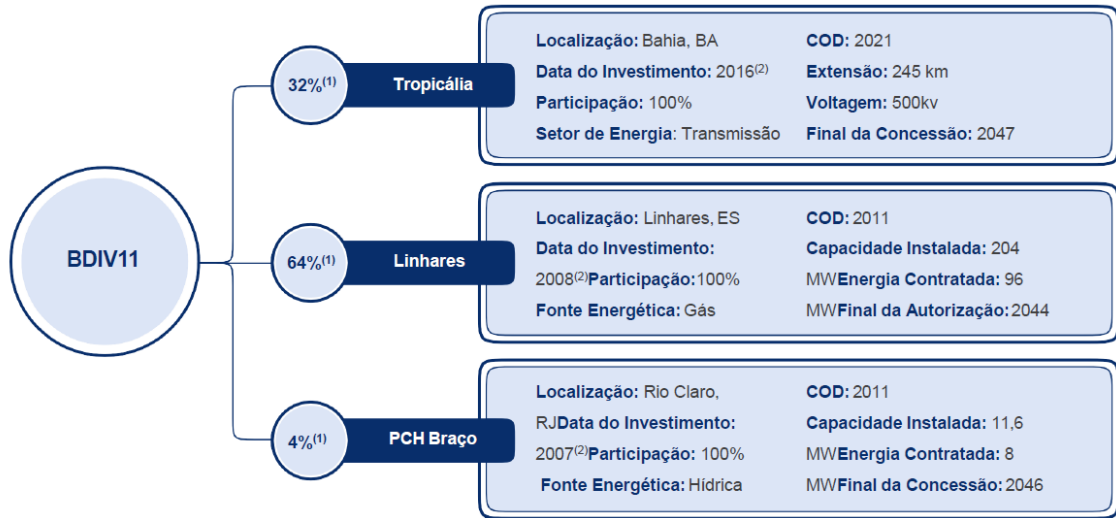 BDIV11
32%(1)
Tropicália
Localização: Bahia, BA
Data do Investimento: 2016(2)
Participação: 100%
Setor de Energia: Transmissão
COD: 2021
Extensão: 245 km
Voltagem: 500kv
Final da Concessão: 2047
64%(1)
Linhares
Localização: Linhares, ES
Data do Investimento:
2008(2)Participação:100%
Fonte Energética: Gás
COD: 2011
Capacidade Instalada: 204
MWEnergia Contratada: 96
MWFinal da Autorização: 2044
4%(1)
PCH Braço
Localização: Rio Claro,
RJData do Investimento:
2007(2)Participação: 100%
Fonte Energética: Hídrica
COD: 2011
Capacidade Instalada: 11,6
MWEnergia Contratada: 8
MWFinal da Concessão: 2046